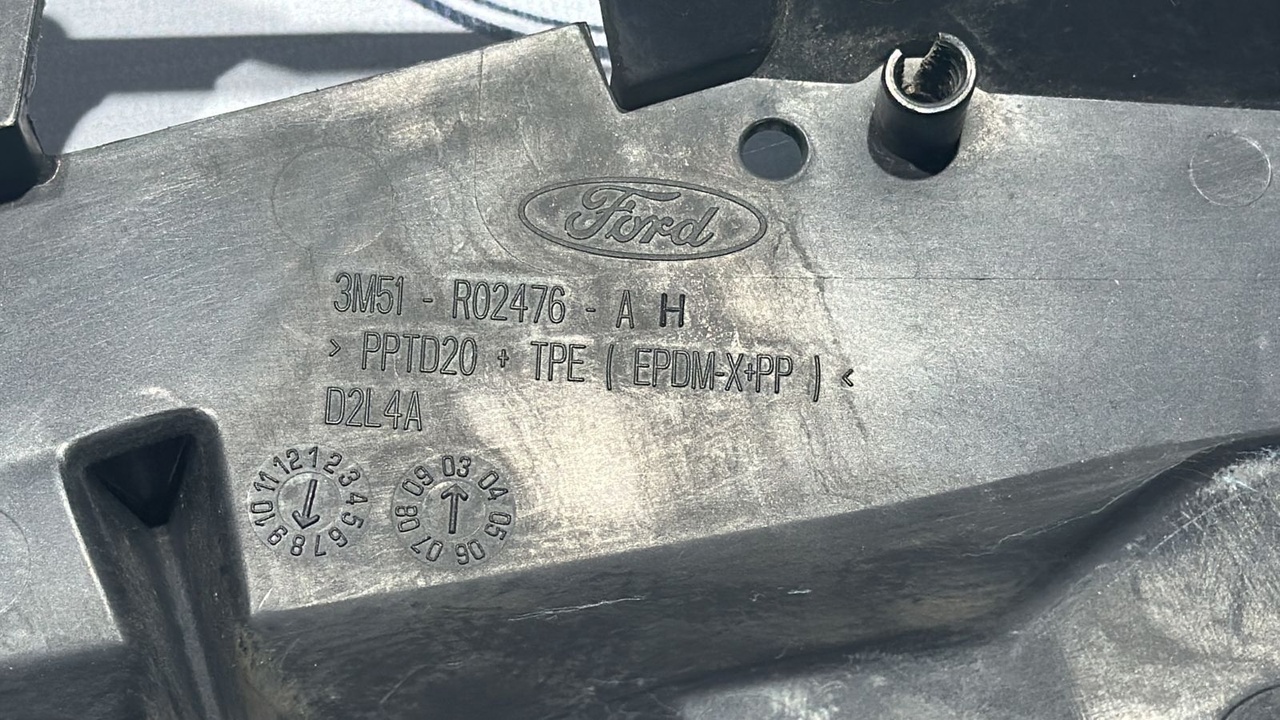 Ford
3M51 - R02476 - A H
> PPTD20 + TPE ( EPDM-X+PP ) <
D2L4A
12 1 2 3 4 5 6 7 8 9 10 11
03 04 05 06 07 08 09